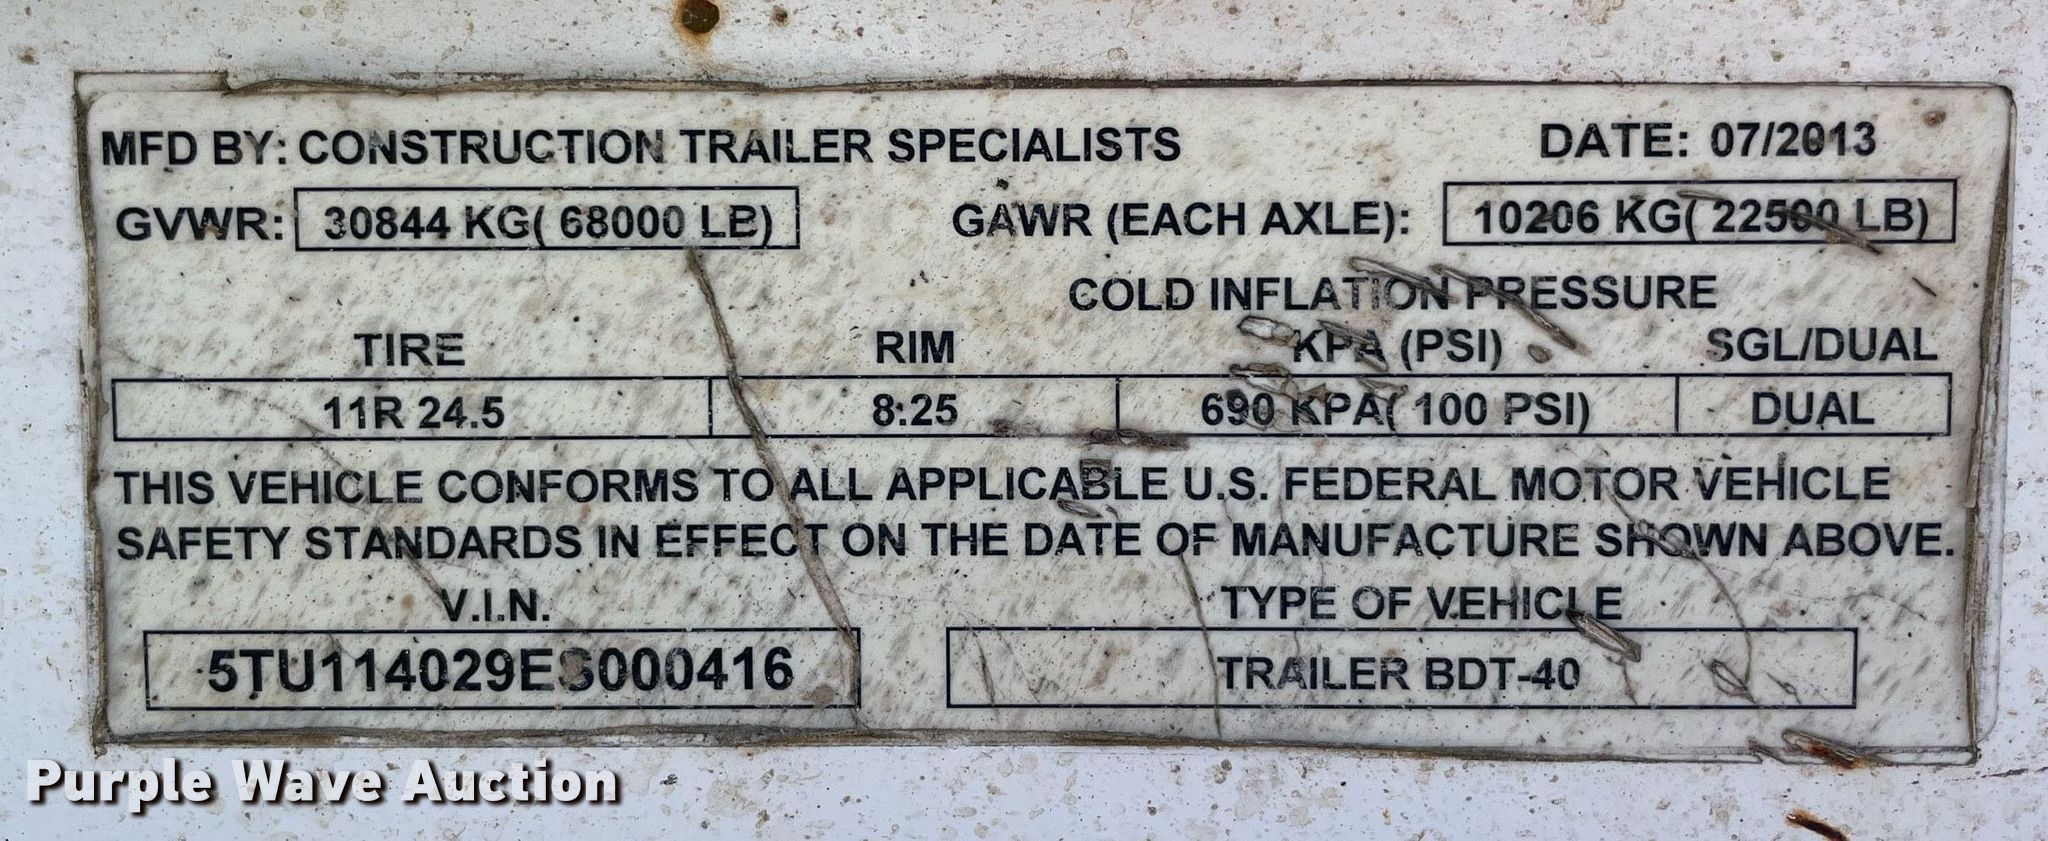 MFD BY: CONSTRUCTION TRAILER SPECIALISTS DATE: 07/2013
GVWR: 30844 KG( 68000 LB) GAWR (EACH AXLE): 10206 KG( 22500 LB)
COLD INFLATION PRESSURE
TIRE RIM KPA (PSI) SGL/DUAL
11R 24.5 8:25 690 KPA( 100 PSI) DUAL
THIS VEHICLE CONFORMS TO ALL APPLICABLE U.S. FEDERAL MOTOR VEHICLE
SAFETY STANDARDS IN EFFECT ON THE DATE OF MANUFACTURE SHOWN ABOVE.
V.I.N. TYPE OF VEHICLE
5TU114029ES000416 TRAILER BDT-40
Purple Wave Auction